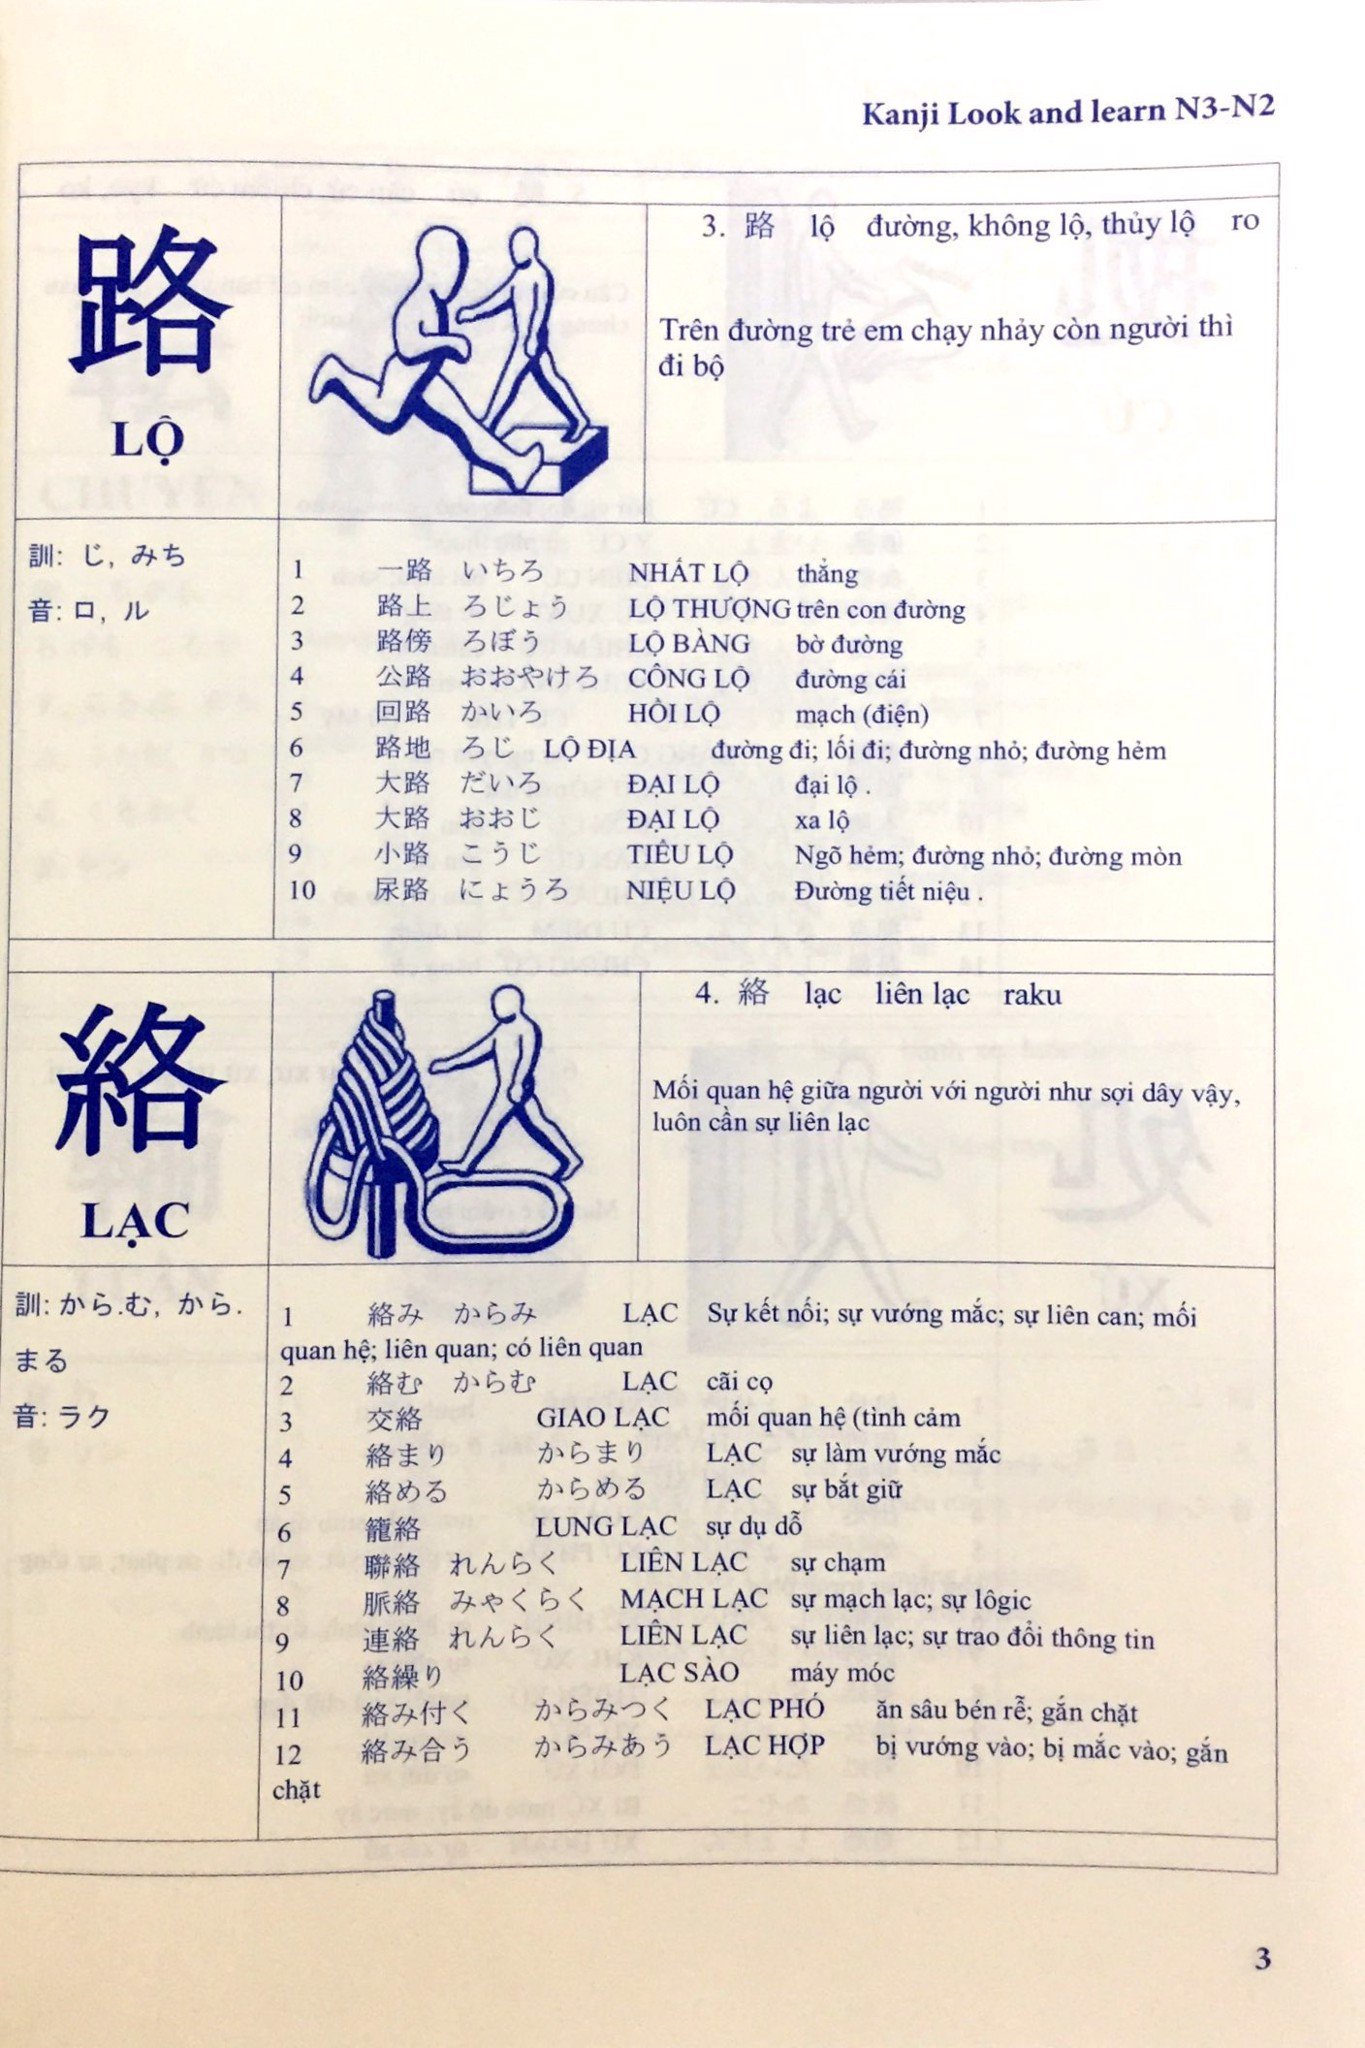 Kanji Look and learn N3-N2
路
LỘ
3. 路 lộ đường, không lộ, thủy lộ ro
Trên đường trẻ em chạy nhảy còn người thì
đi bộ
訓: じ, みち
音: ロ, ル
1 一路 いちろ NHẤT LỘ thẳng
2 路上 ろじょう LỘ THƯỢNG trên con đường
3 路傍 ろぼう LỘ BÀNG bờ đường
4 公路 おおやけろ CÔNG LỘ đường cái
5 回路 かいろ HỒI LỘ mạch (điện)
6 路地 ろじ LỘ ĐỊA đường đi; lối đi; đường nhỏ; đường hẻm
7 大路 だいろ ĐẠI LỘ đại lộ .
8 大路 おおじ ĐẠI LỘ xa lộ
9 小路 こうじ TIỂU LỘ Ngõ hẻm; đường nhỏ; đường mòn
10 尿路 にょうろ NIỆU LỘ Đường tiết niệu .
絡
LẠC
4. 絡 lạc liên lạc raku
Mối quan hệ giữa người với người như sợi dây vậy,
luôn cần sự liên lạc
訓: から.む, から.
まる
音: ラク
1 絡み からみ LẠC Sự kết nối; sự vướng mắc; sự liên can; mối
quan hệ; liên quan; có liên quan
2 絡む からむ LẠC cãi cọ
3 交絡 GIAO LẠC mối quan hệ (tình cảm
4 絡まり からまり LẠC sự làm vướng mắc
5 絡める からめる LẠC sự bắt giữ
6 籠絡 LUNG LẠC sự dụ dỗ
7 聯絡 れんらく LIÊN LẠC sự chạm
8 脈絡 みゃくらく MẠCH LẠC sự mạch lạc; sự lôgic
9 連絡 れんらく LIÊN LẠC sự liên lạc; sự trao đổi thông tin
10 絡繰り LẠC SÀO máy móc
11 絡み付く からみつく LẠC PHÓ ăn sâu bén rễ; gắn chặt
12 絡み合う からみあう LẠC HỢP bị vướng vào; bị mắc vào; gắn
chặt
3